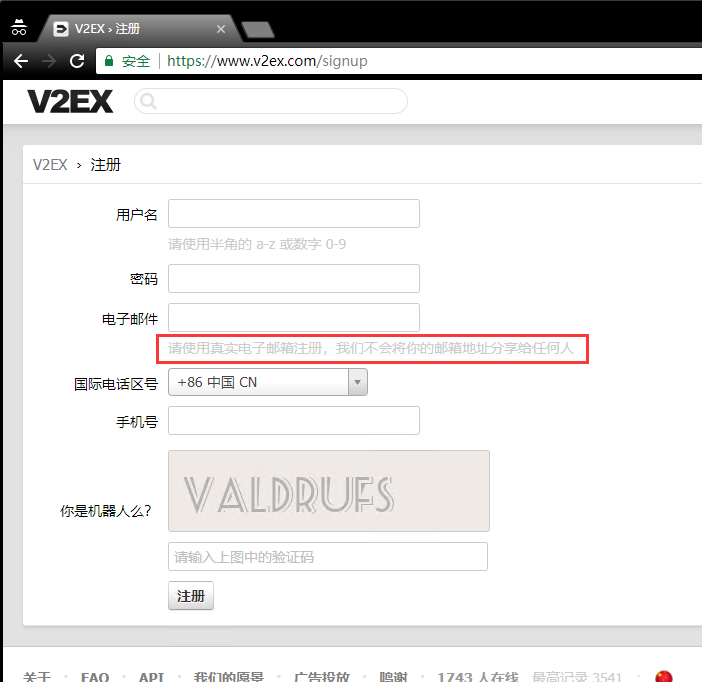 V2EX › 注册
安全 https://www.v2ex.com/signup
V2EX
V2EX › 注册
用户名
请使用半角的 a-z 或数字 0-9
密码
电子邮件
请使用真实电子邮箱注册，我们不会将你的邮箱地址分享给任何人
国际电话区号 +86 中国 CN
手机号
VALDRUFS
你是机器人么？
请输入上图中的验证码
注册
关于 · FAQ · API · 我们的愿景 · 广告投放 · 鸣谢 · 1743 人在线 最高记录 3541 ·